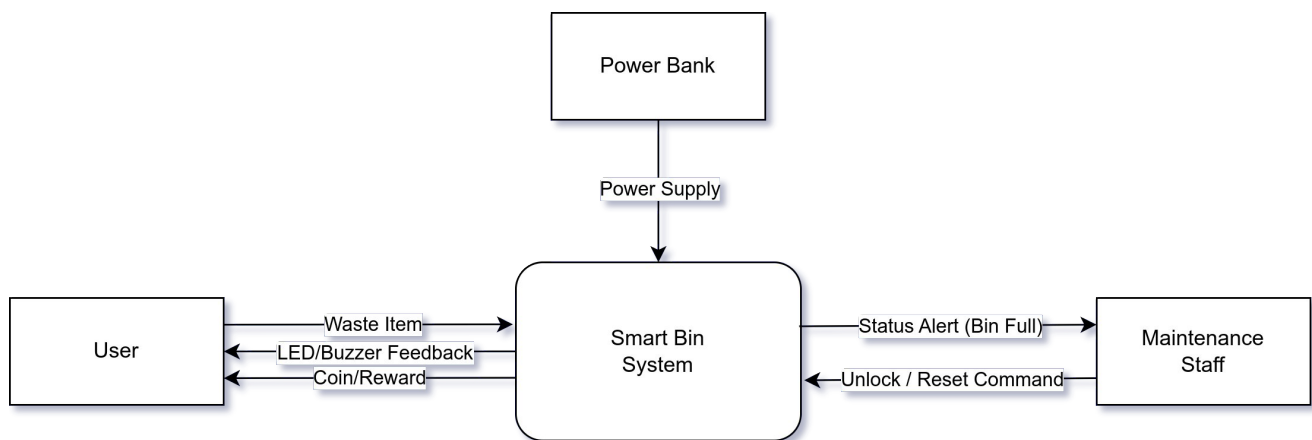 Power Bank
Power Supply
User
Waste Item
LED/Buzzer Feedback
Coin/Reward
Smart Bin
System
Status Alert (Bin Full)
Unlock / Reset Command
Maintenance
Staff